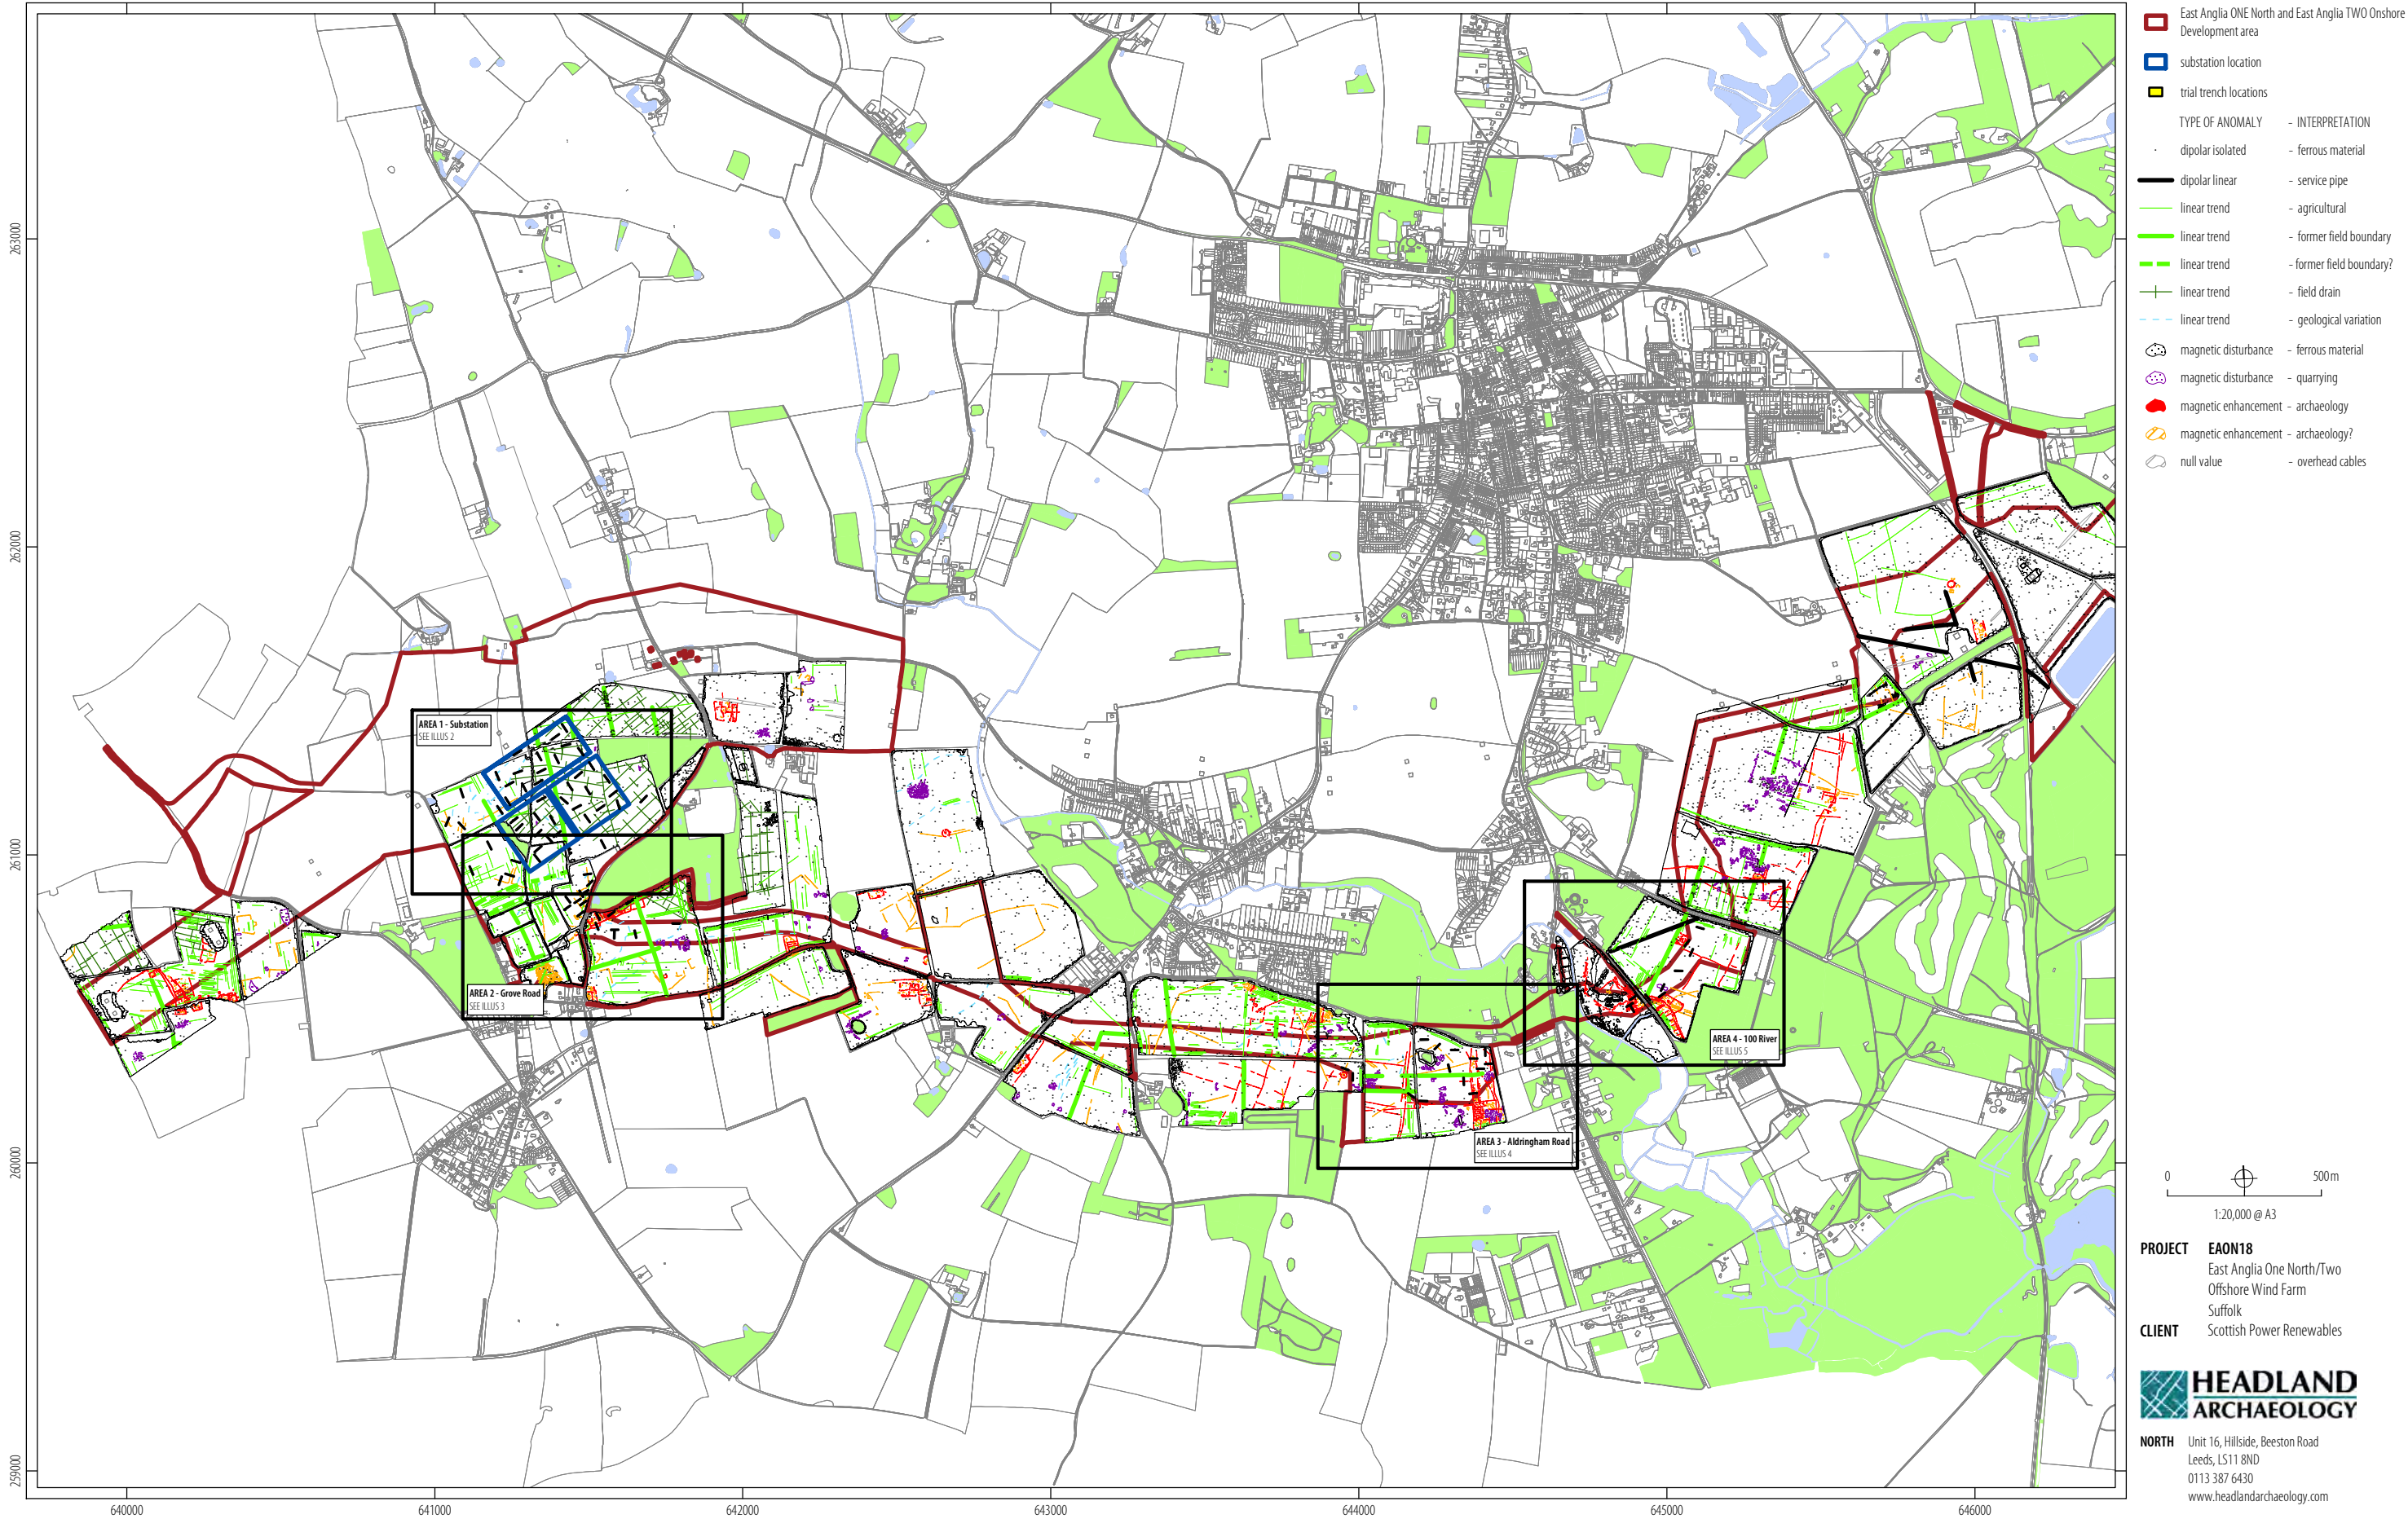 East Anglia ONE North and East Anglia TWO Onshore
Development area
substation location
trial trench locations
TYPE OF ANOMALY - INTERPRETATION
dipolar isolated - ferrous material
dipolar linear - service pipe
linear trend - agricultural
linear trend - former field boundary
linear trend - former field boundary?
linear trend - field drain
linear trend - geological variation
magnetic disturbance - ferrous material
magnetic disturbance - quarrying
magnetic enhancement - archaeology
magnetic enhancement - archaeology?
null value - overhead cables
263000
262000
261000
260000
259000
AREA 1 - Substation
SEE ILLUS 2
AREA 2 - Grove Road
SEE ILLUS 3
AREA 4 - 100 River
SEE ILLUS 5
AREA 3 - Aldringham Road
SEE ILLUS 4
640000
641000
642000
643000
644000
645000
646000
0 500 m
1:20,000 @ A3
PROJECT EAON18
East Anglia One North/Two
Offshore Wind Farm
Suffolk
CLIENT Scottish Power Renewables
HEADLAND
ARCHAEOLOGY
NORTH Unit 16, Hillside, Beeston Road
Leeds, LS11 8ND
0113 387 6430
www.headlandarchaeology.com